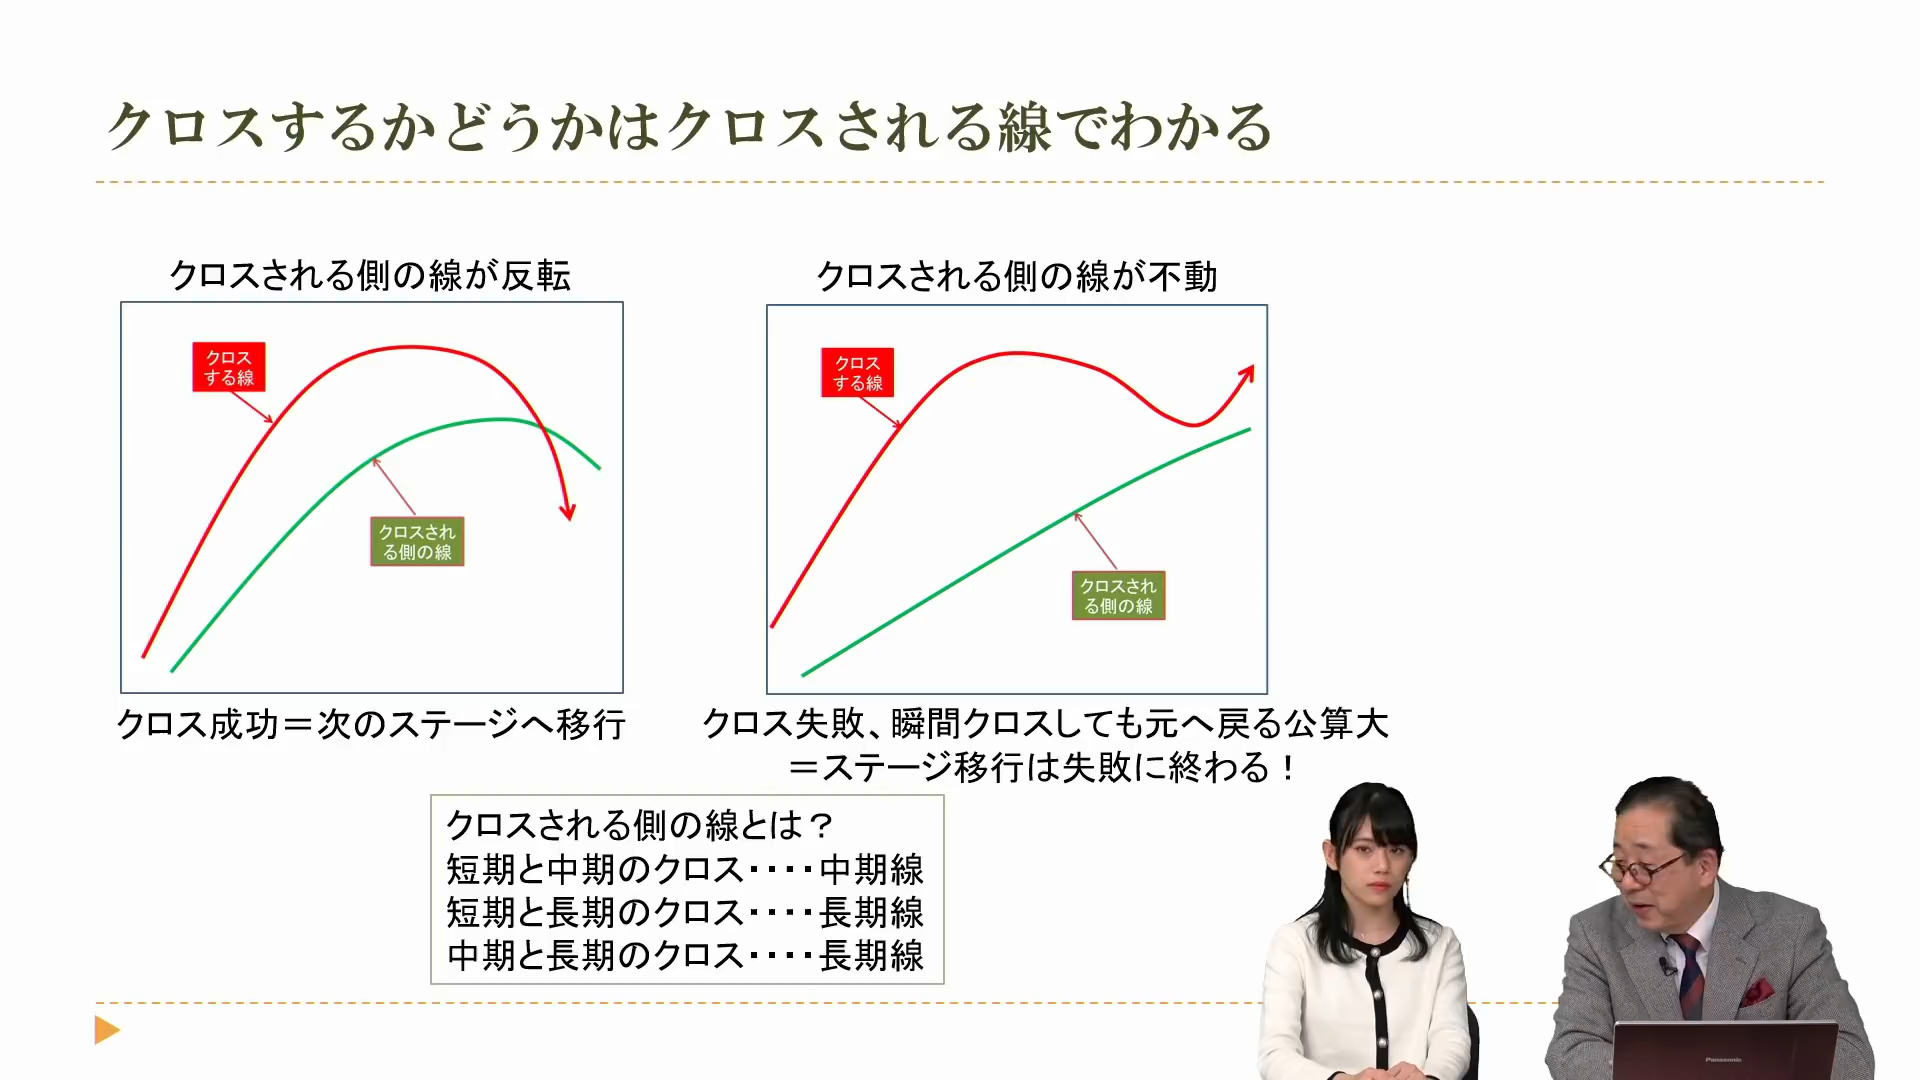 クロスするかどうかはクロスされる線でわかる
クロスされる側の線が反転
クロス
する線
クロスされ
る側の線
クロス成功＝次のステージへ移行
クロスされる側の線が不動
クロス
する線
クロスされ
る側の線
クロス失敗、瞬間クロスしても元へ戻る公算大
＝ステージ移行は失敗に終わる！
クロスされる側の線とは？
短期と中期のクロス････中期線
短期と長期のクロス････長期線
中期と長期のクロス････長期線
Panasonic